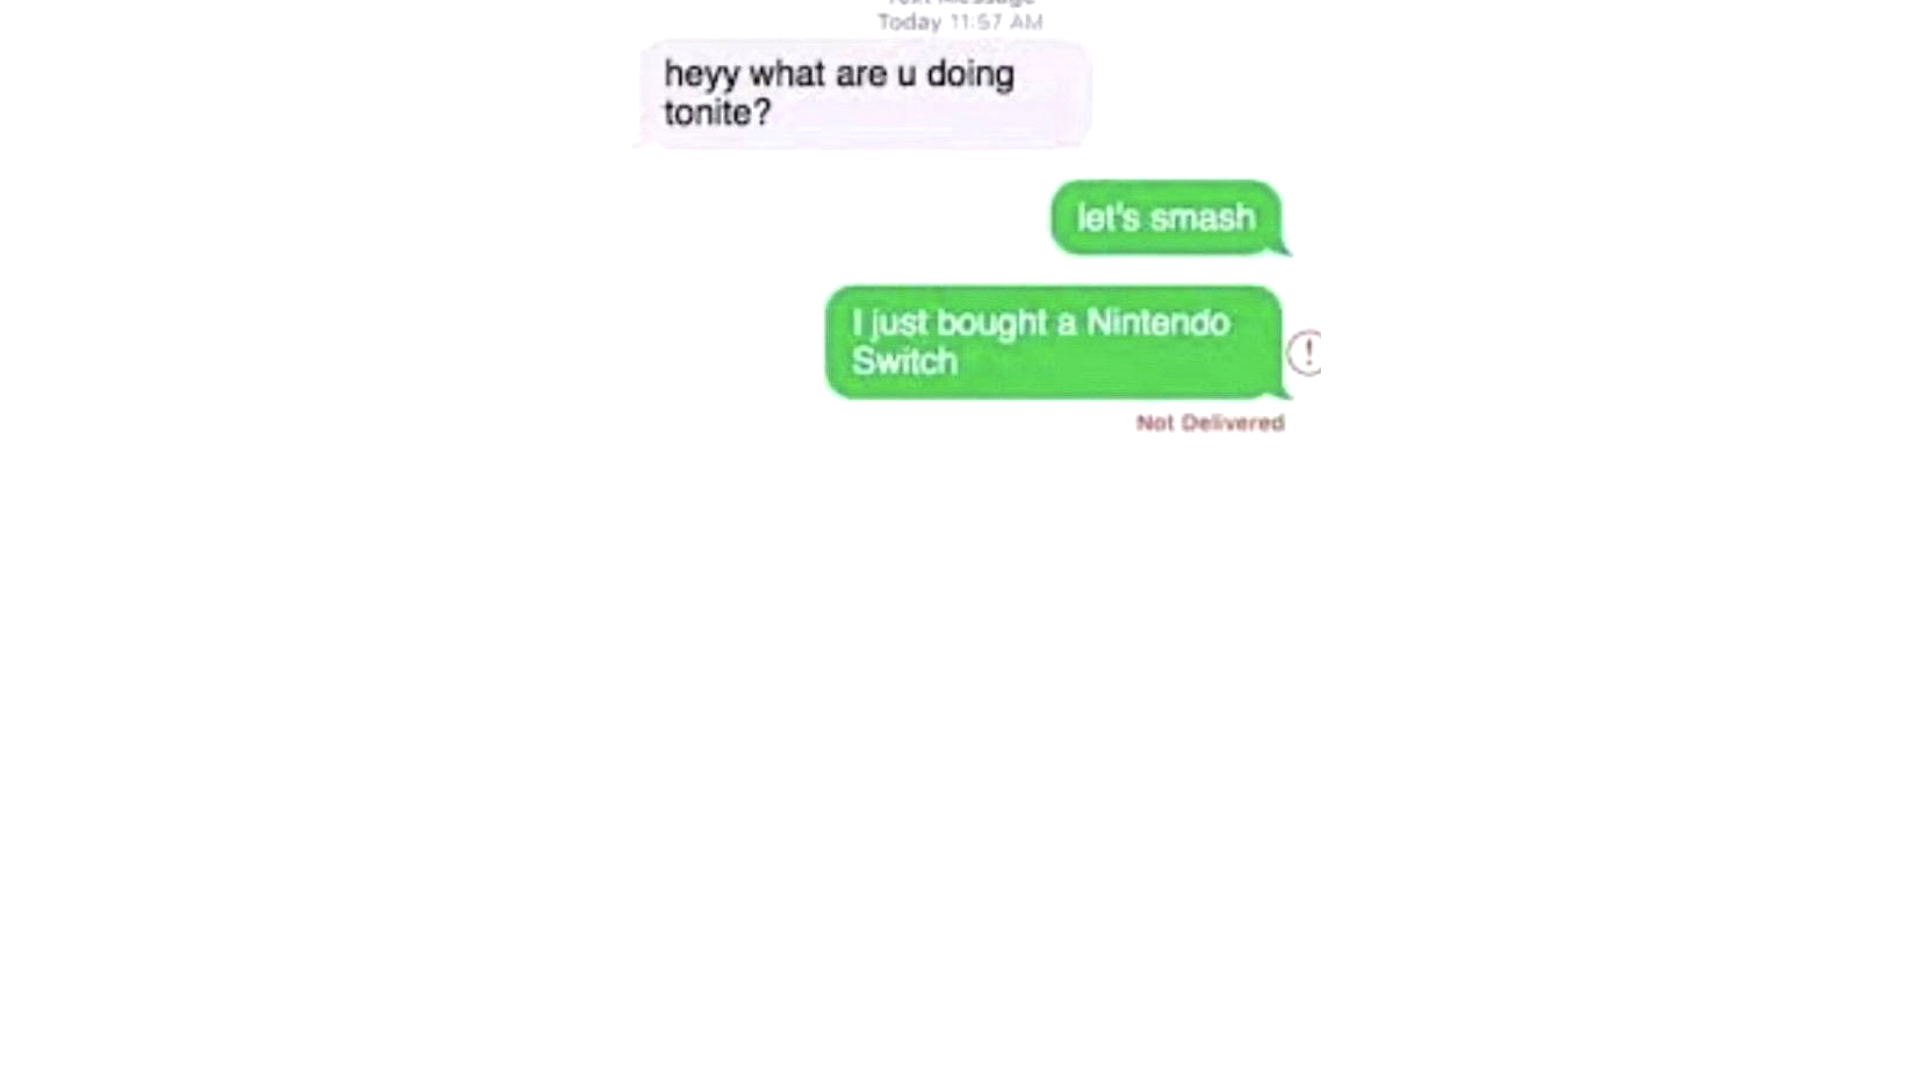 Today 11:57 AM
heyy what are u doing
tonite?
let's smash
I just bought a Nintendo
Switch
!
Not Delivered